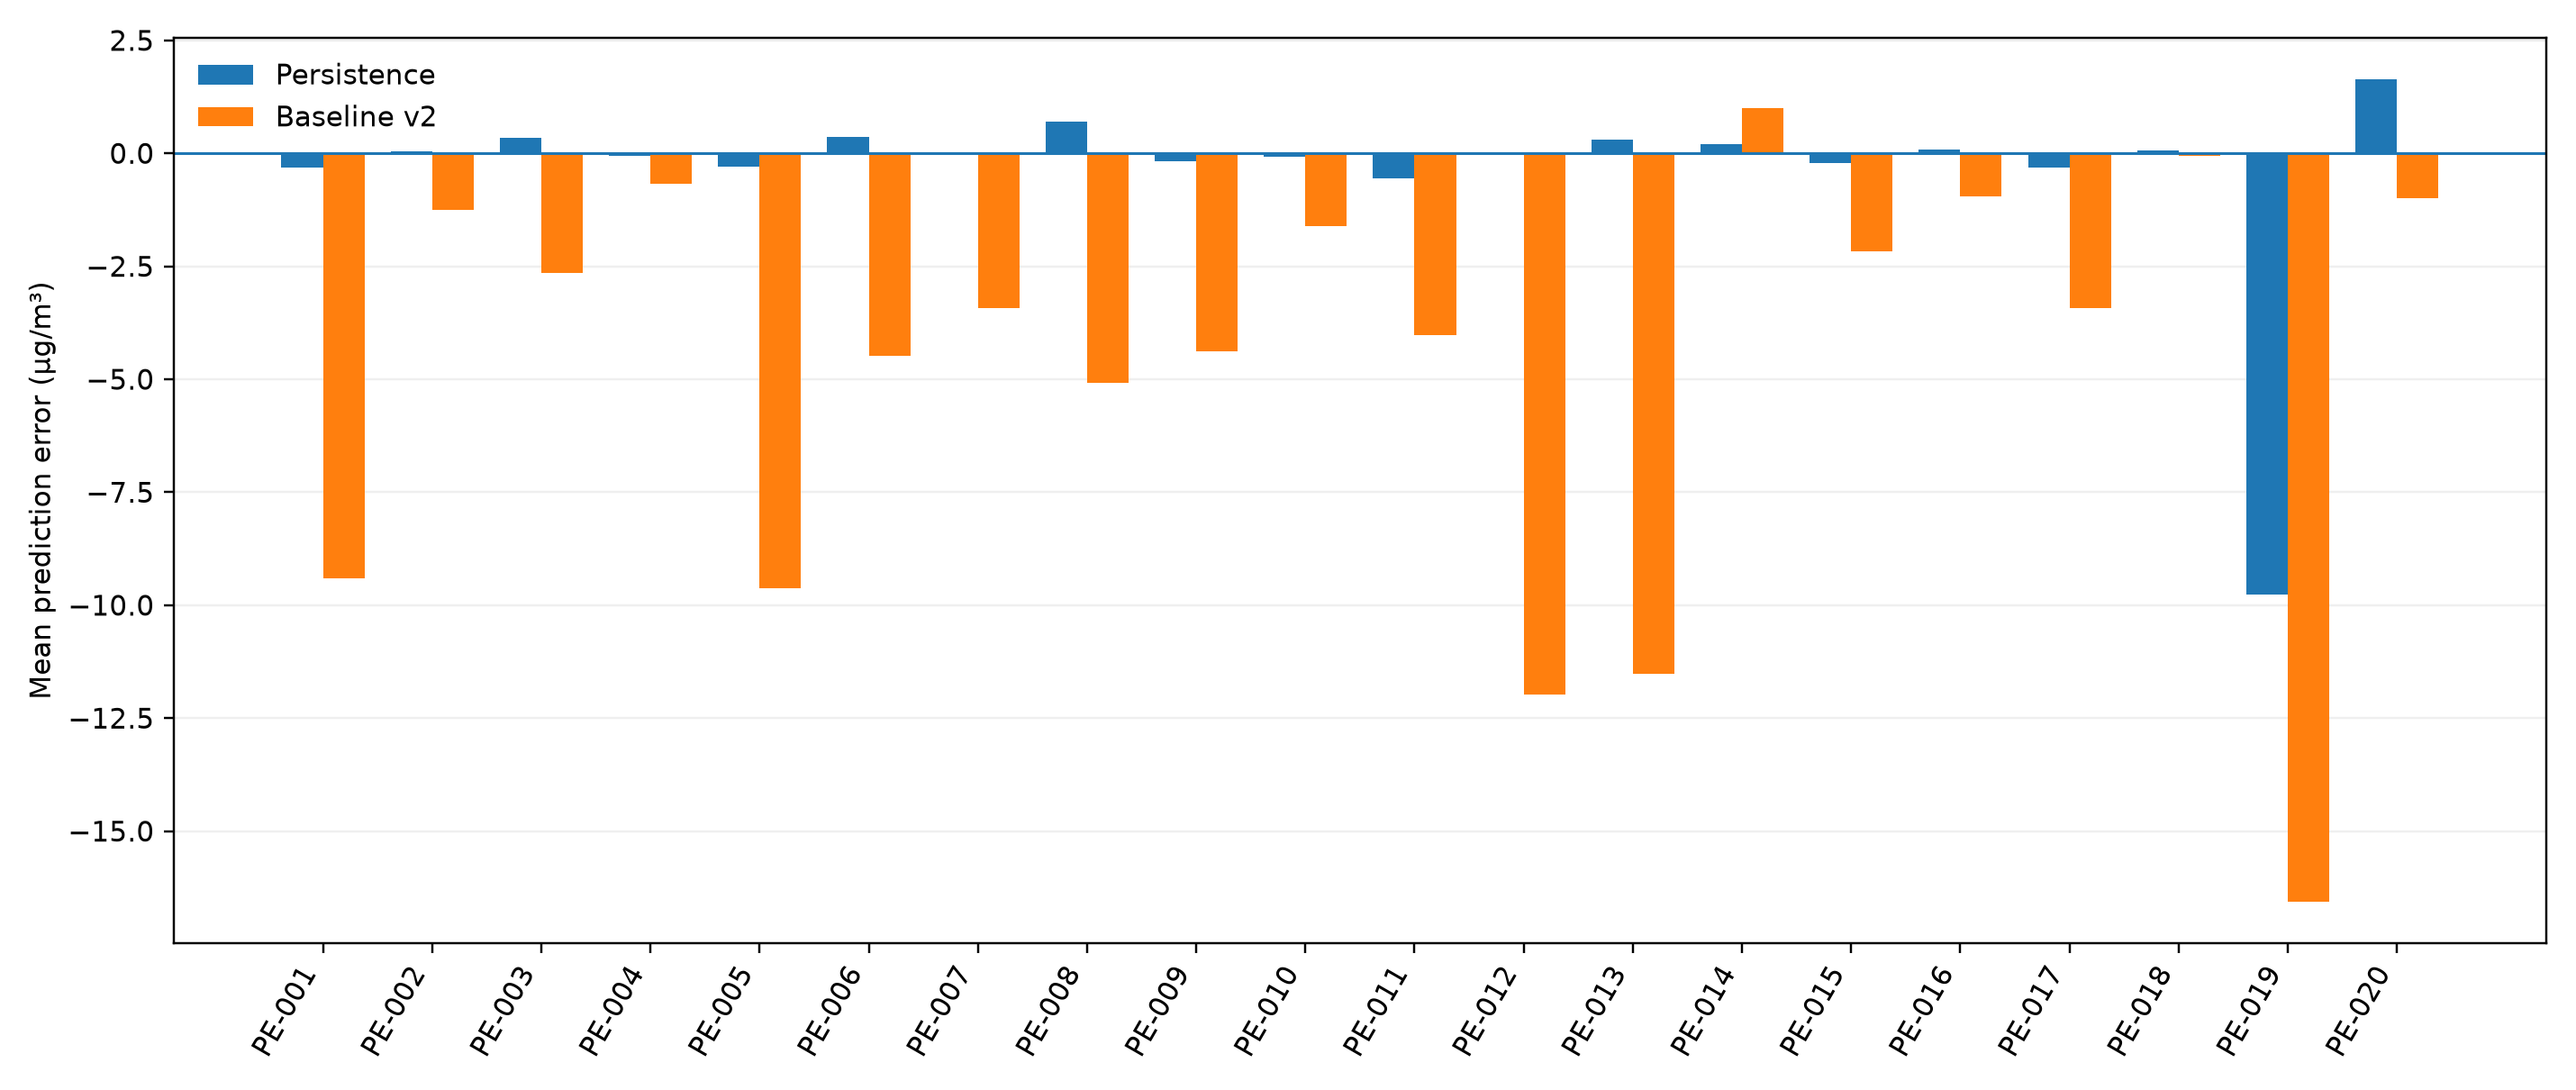 Persistence
Baseline v2
Mean prediction error (µg/m³)
2.5
0.0
−2.5
−5.0
−7.5
−10.0
−12.5
−15.0
PE-001
PE-002
PE-003
PE-004
PE-005
PE-006
PE-007
PE-008
PE-009
PE-010
PE-011
PE-012
PE-013
PE-014
PE-015
PE-016
PE-017
PE-018
PE-019
PE-020